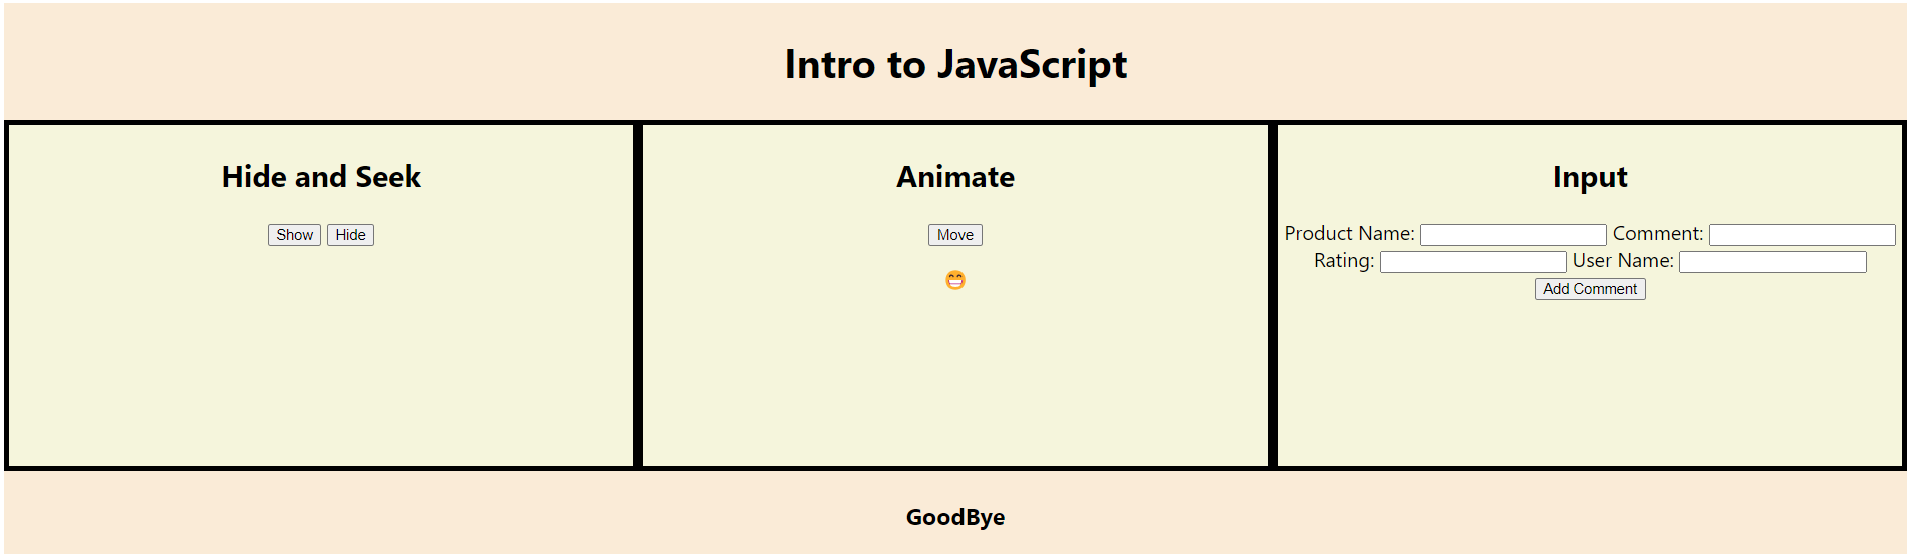 Intro to JavaScript
Hide and Seek
Show Hide
Animate
Move
Input
Product Name: Comment:
Rating: User Name:
Add Comment
GoodBye